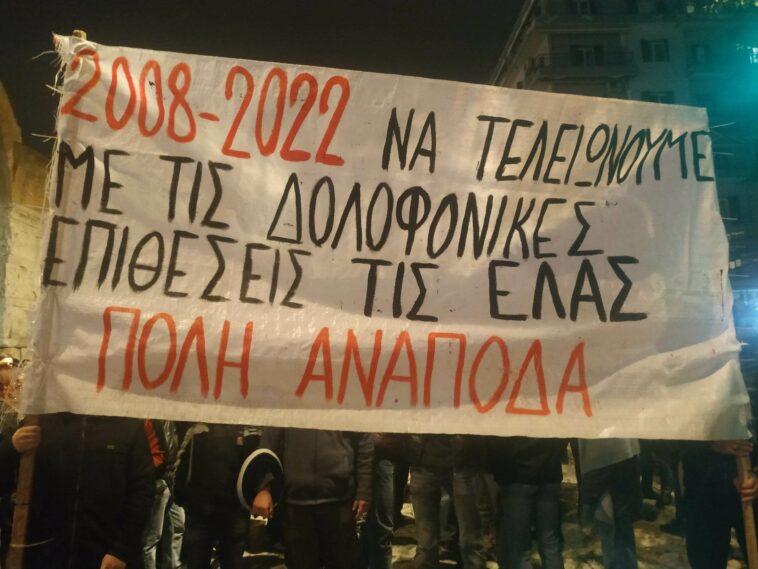 2008-2022 ΝΑ ΤΕΛΕΙΩΝΟΥΜΕ
ΜΕ ΤΙΣ ΔΟΛΟΦΟΝΙΚΕΣ
ΕΠΙΘΕΣΕΙΣ ΤΙΣ ΕΛΑΣ
ΠΟΛΗ ΑΝΑΠΟΔΑ